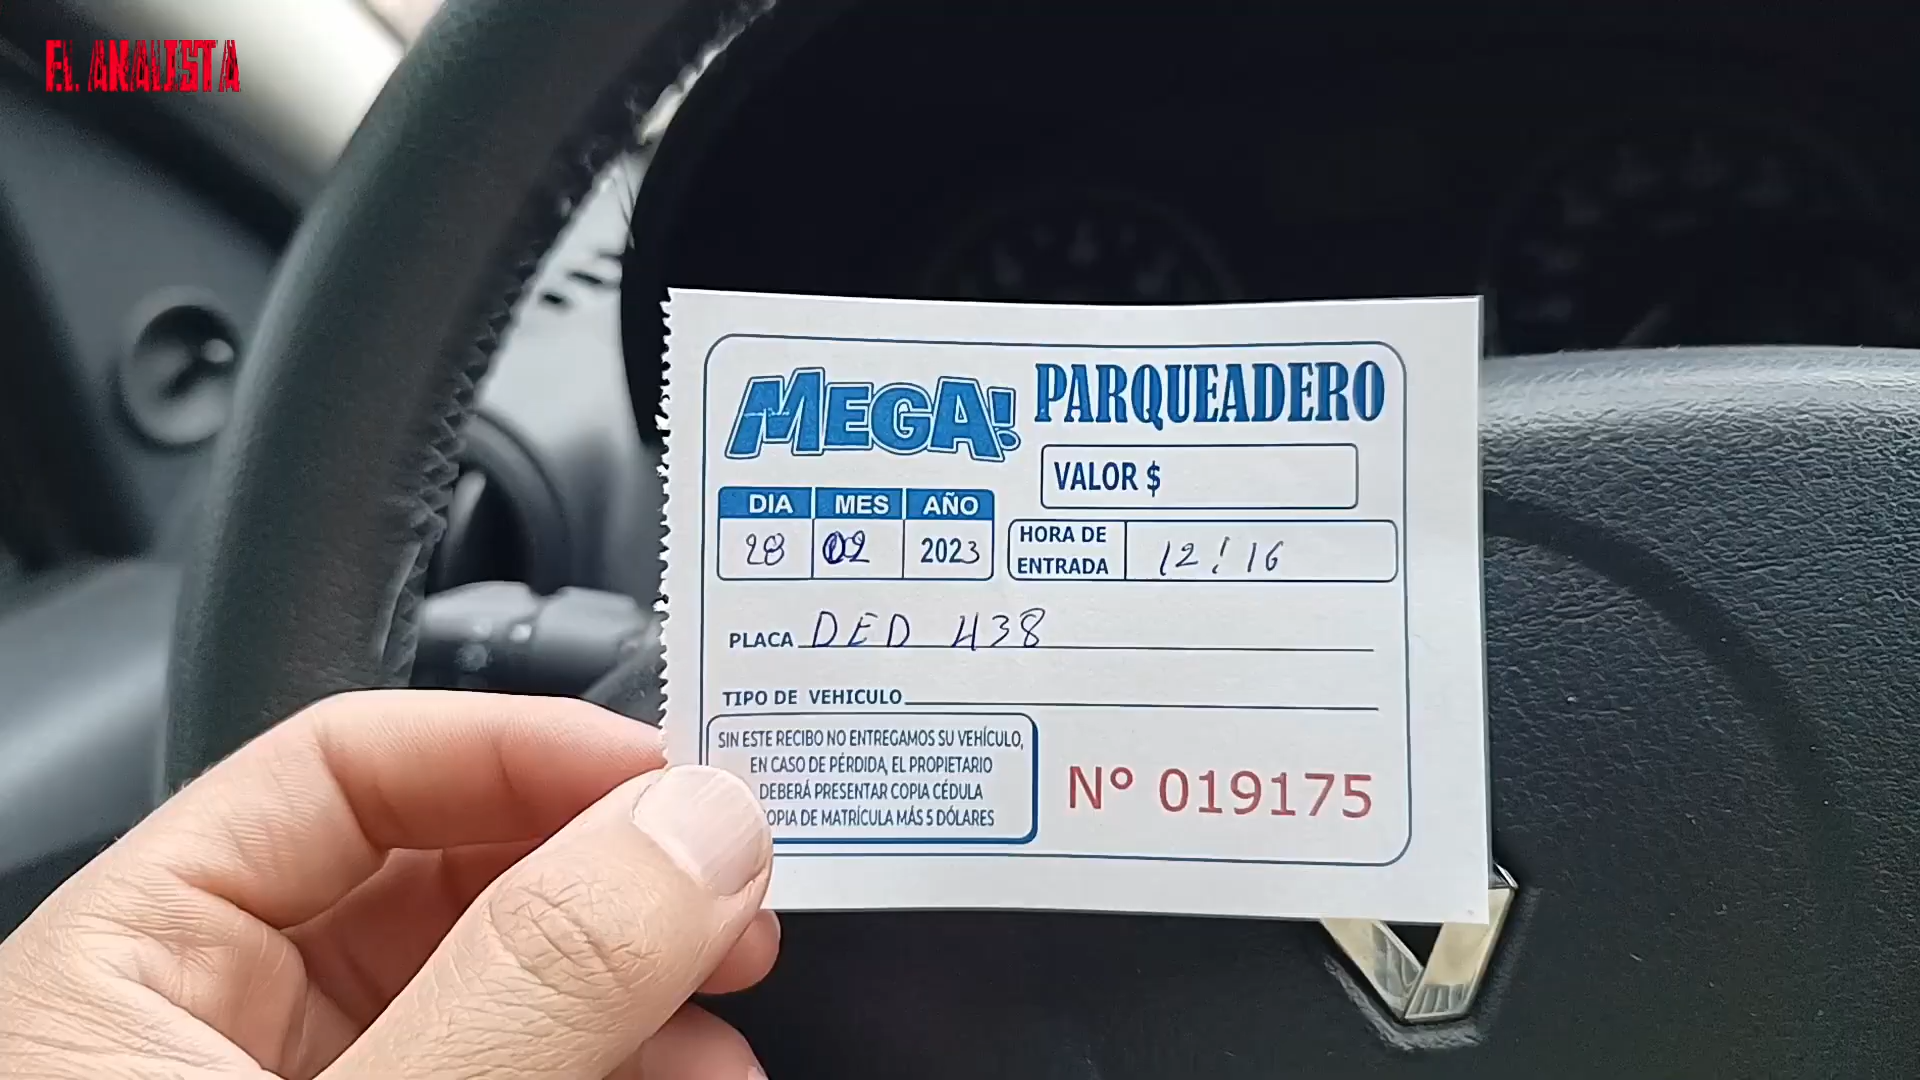 EL ANALISTA
MEGA! PARQUEADERO
VALOR $
DIA MES AÑO
28 02 2023
HORA DE ENTRADA 12:16
PLACA DED 438
TIPO DE VEHICULO
SIN ESTE RECIBO NO ENTREGAMOS SU VEHÍCULO,
EN CASO DE PÉRDIDA, EL PROPIETARIO
DEBERÁ PRESENTAR COPIA CÉDULA
OPIA DE MATRÍCULA MÁS 5 DÓLARES
Nº 019175